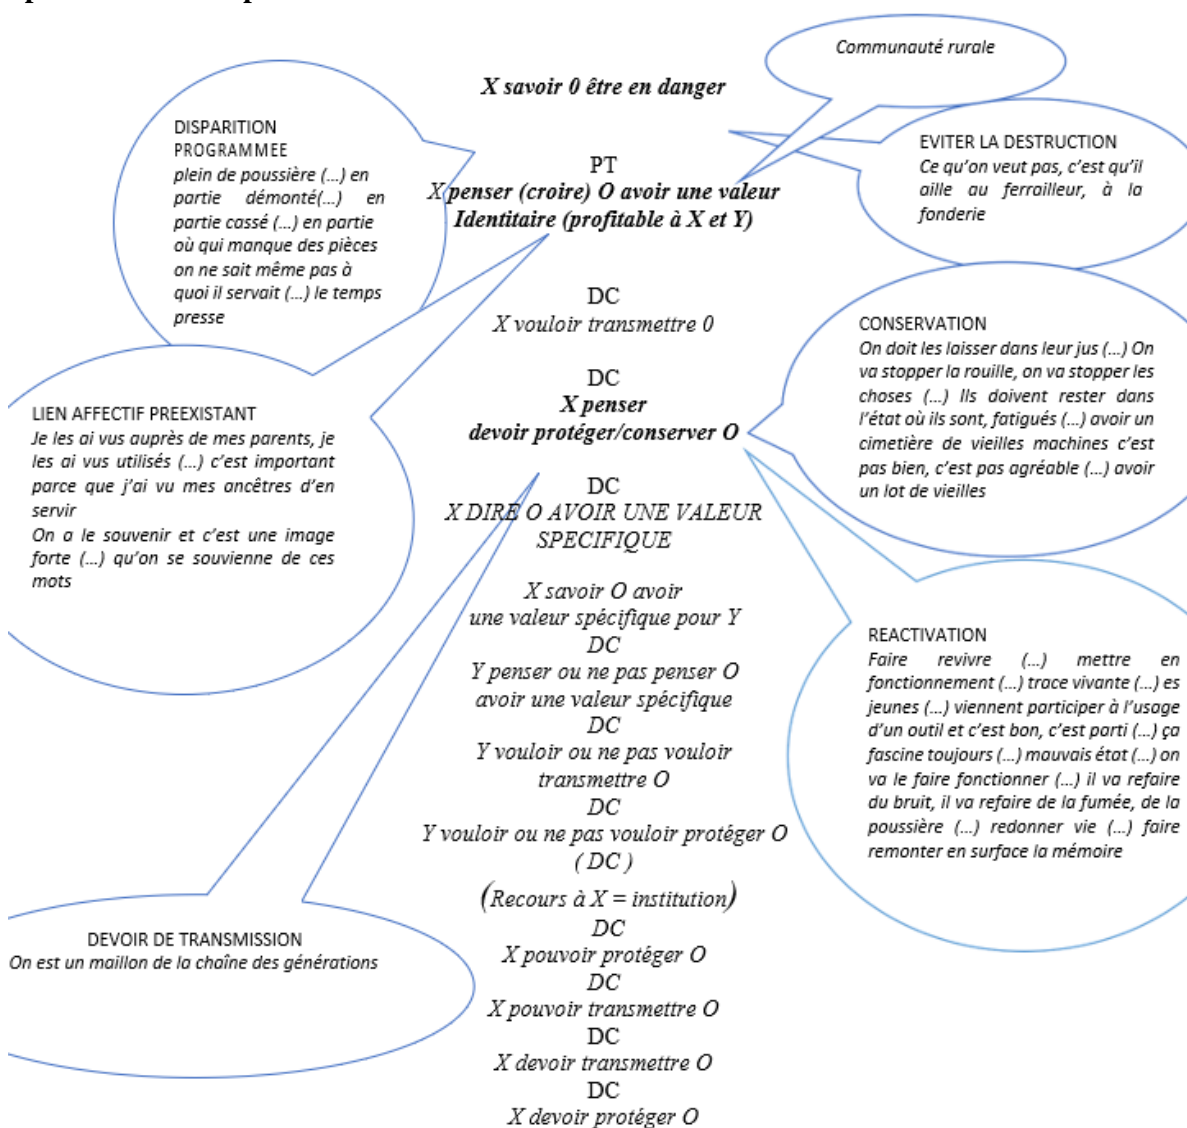 Communauté rurale
X savoir 0 être en danger
DISPARITION
PROGRAMMEE
plein de poussière (...) en
partie démonté(...) en
partie cassé (...) en partie
où qui manque des pièces
on ne sait même pas à
quoi il servait (...) le temps
presse
EVITER LA DESTRUCTION
Ce qu'on veut pas, c'est qu'il
aille au ferrailleur, à la
fonderie
PT
X penser (croire) O avoir une valeur
Identitaire (profitable à X et Y)
DC
X vouloir transmettre 0
CONSERVATION
On doit les laisser dans leur jus (...) On
va stopper la rouille, on va stopper les
choses (...) Ils doivent rester dans
l'état où ils sont, fatigués (...) avoir un
cimetière de vieilles machines c'est
pas bien, c'est pas agréable (...) avoir
un lot de vieilles
LIEN AFFECTIF PREEXISTANT
Je les ai vus auprès de mes parents, je
les ai vus utilisés (...) c'est important
parce que j'ai vu mes ancêtres d'en
servir
On a le souvenir et c'est une image
forte (...) qu'on se souvienne de ces
mots
DC
X penser
devoir protéger/conserver O
DC
X DIRE O AVOIR UNE VALEUR
SPECIFIQUE
X savoir O avoir
une valeur spécifique pour Y
DC
Y penser ou ne pas penser O
avoir une valeur spécifique
DC
Y vouloir ou ne pas vouloir
transmettre O
DC
Y vouloir ou ne pas vouloir protéger O
( DC )
(Recours à X = institution)
DC
X pouvoir protéger O
DC
X pouvoir transmettre O
DC
X devoir transmettre O
DC
X devoir protéger O
REACTIVATION
Faire revivre (...) mettre en
fonctionnement (...) trace vivante (...) es
jeunes (...) viennent participer à l'usage
d'un outil et c'est bon, c'est parti (...) ça
fascine toujours (...) mauvais état (...) on
va le faire fonctionner (...) il va refaire
du bruit, il va refaire de la fumée, de la
poussière (...) redonner vie (...) faire
remonter en surface la mémoire
DEVOIR DE TRANSMISSION
On est un maillon de la chaîne des générations